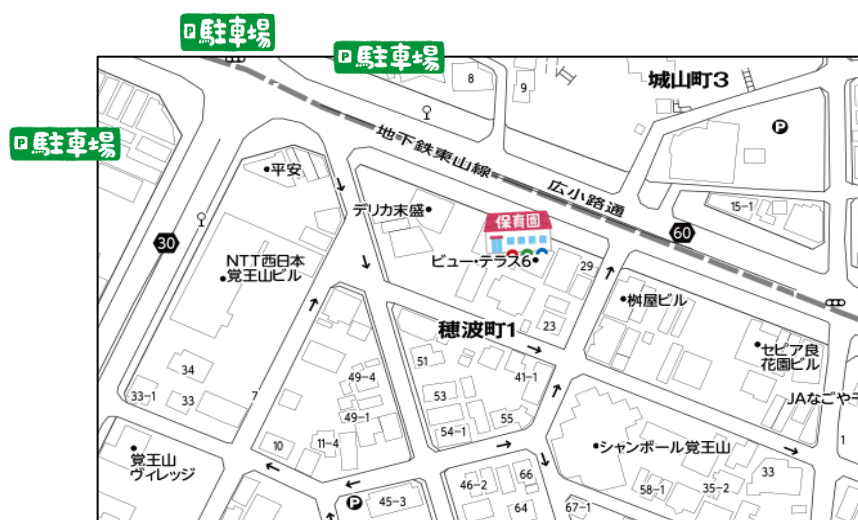 P駐車場
P駐車場
P駐車場
城山町3
8
9
P
地下鉄東山線
広小路通
平安
デリカ末盛
保育園
15-1
60
30
NTT西日本
覚王山ビル
ビュー・テラス6
29
桝屋ビル
23
穂波町1
セピア良
花園ビル
51
34
49-4
41-1
33-1
33
7
53
JAなごや千
49-1
55
54-1
10
11-4
1
覚王山
ヴィレッジ
シャンボール覚王山
33
66
46-2
58-1
35-2
P
45-3
64
67-1